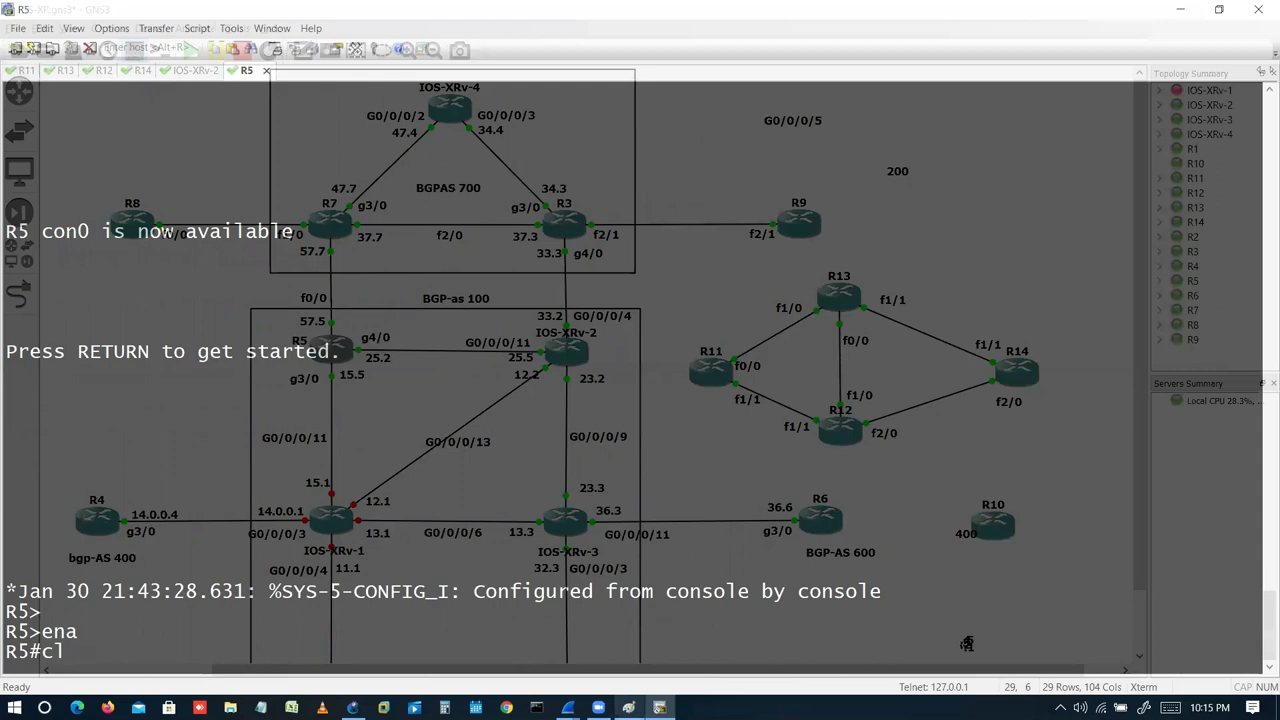 R5
XR.gns3* - GNS3
File Edit View Options Transfer Script Tools Window Help
Enter host <Alt+R>
R11 R13 R12 R14 IOS-XRv-2 R5
Topology Summary
IOS-XRv-1
IOS-XRv-2
IOS-XRv-3
IOS-XRv-4
R1
R10
R11
R12
R13
R14
R2
R3
R4
R5
R6
R7
R8
R9
Servers Summary
Local CPU 28.3%, ...
IOS-XRv-4
G0/0/0/2 G0/0/0/3
47.4 34.4
G0/0/0/5
200
47.7 BGPAS 700 34.3
R8 R7 g3/0 g3/0 R3 R9
R5 con0 is now available
37.7 f2/0 37.3 f2/1 f2/1
57.7 33.3 g4/0
R13
f0/0 BGP-as 100
f1/0 f1/1
57.5 33.2 G0/0/0/4
R5 g4/0 G0/0/0/11 IOS-XRv-2
f0/0 f1/1 R14
Press RETURN to get started.
25.2 25.5 R11
g3/0 15.5 12.2 23.2 f0/0
f1/1 f1/0 f2/0
R12
f1/1 f2/0
G0/0/0/11 G0/0/0/13 G0/0/0/9
15.1 12.1 23.3
R4 14.0.0.4 14.0.0.1 36.3 36.6 R6 R10
g3/0 G0/0/0/3 13.1 G0/0/0/6 13.3 G0/0/0/11 g3/0 400
bgp-AS 400 IOS-XRv-1 IOS-XRv-3 BGP-AS 600
G0/0/0/4 11.1 32.3 G0/0/0/3
*Jan 30 21:43:28.631: %SYS-5-CONFIG_I: Configured from console by console
R5>
R5>ena
R5#cl
Ready Telnet: 127.0.0.1 29, 6 29 Rows, 104 Cols Xterm CAP NUM
10:15 PM